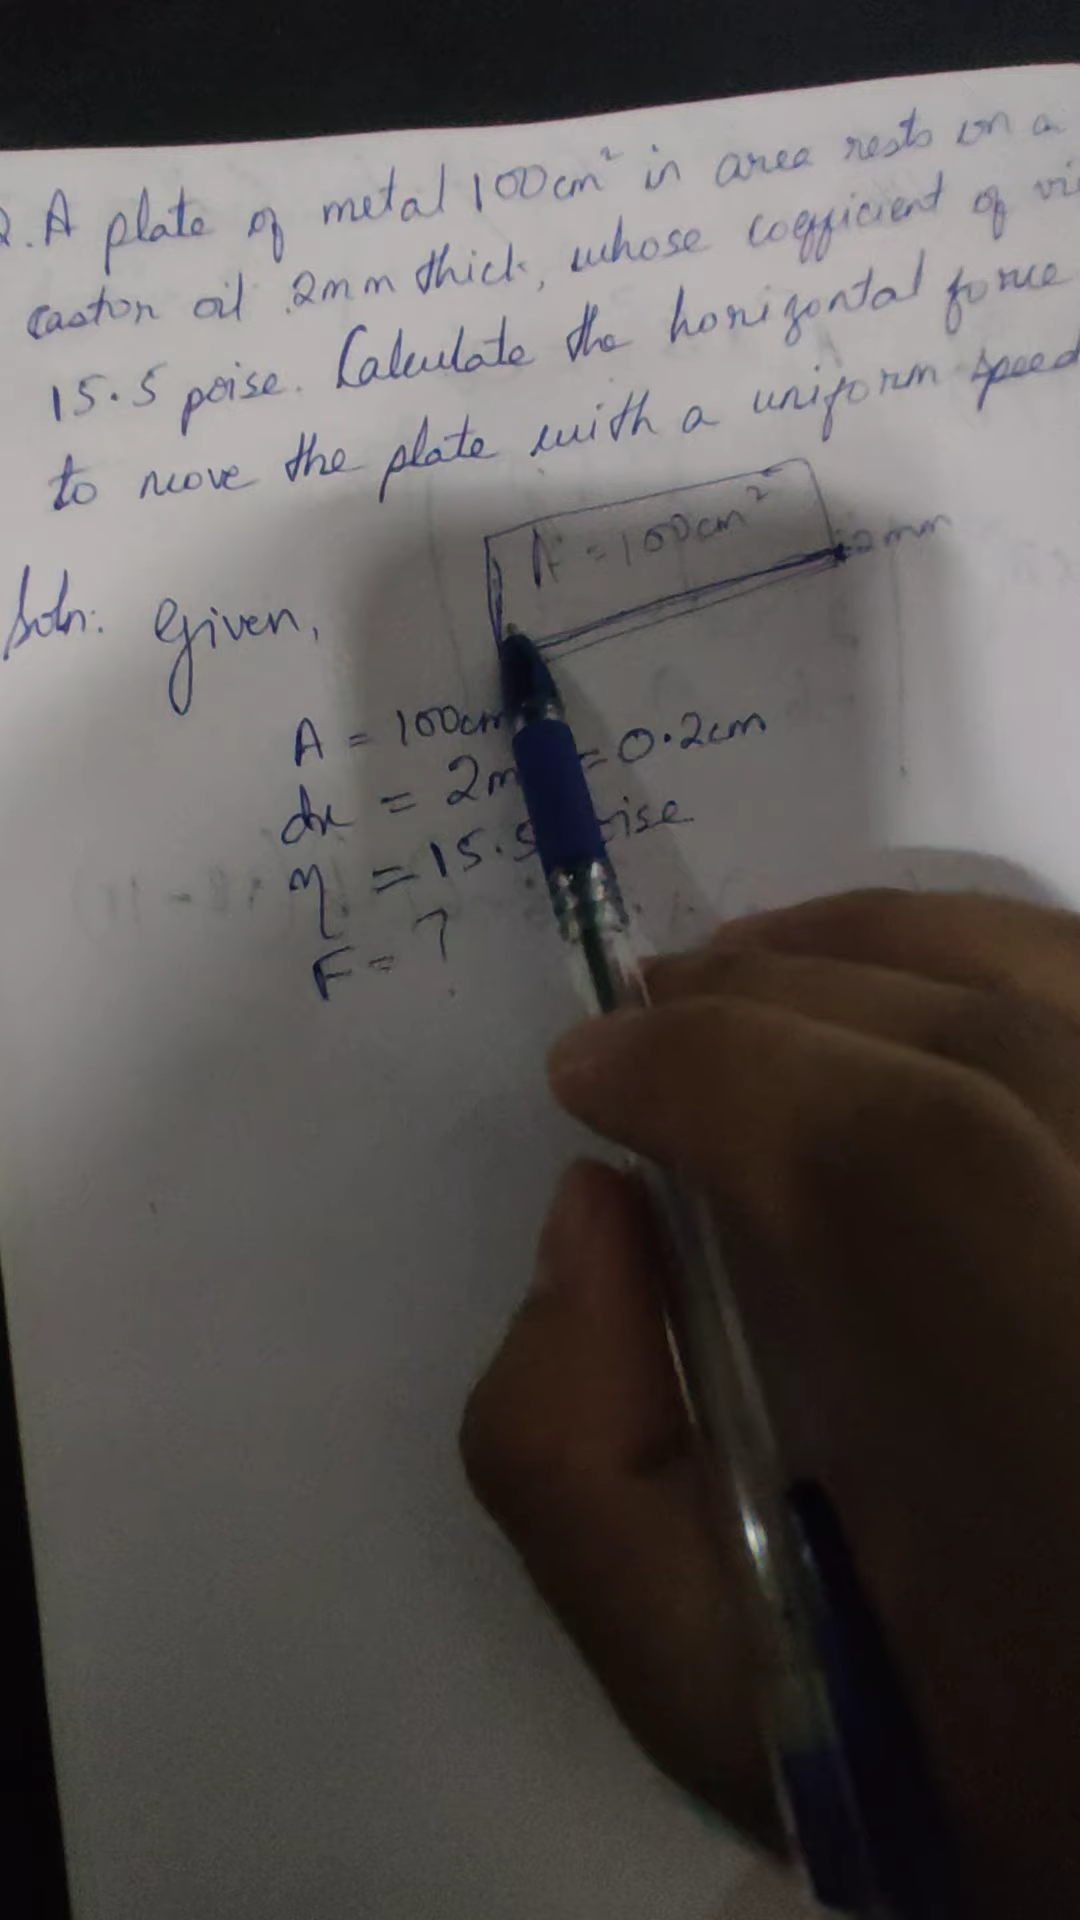 2. A plate of metal 100cm² in area rests on a
castor oil 2mm thick, whose coefficient of
15.5 poise. Calculate the horizontal force
to move the plate with a uniform speed
A = 100cm²
2mm
Soln: Given,
A = 100cm
dx = 2m = 0.2cm
η = 15.5 oise
F = ?